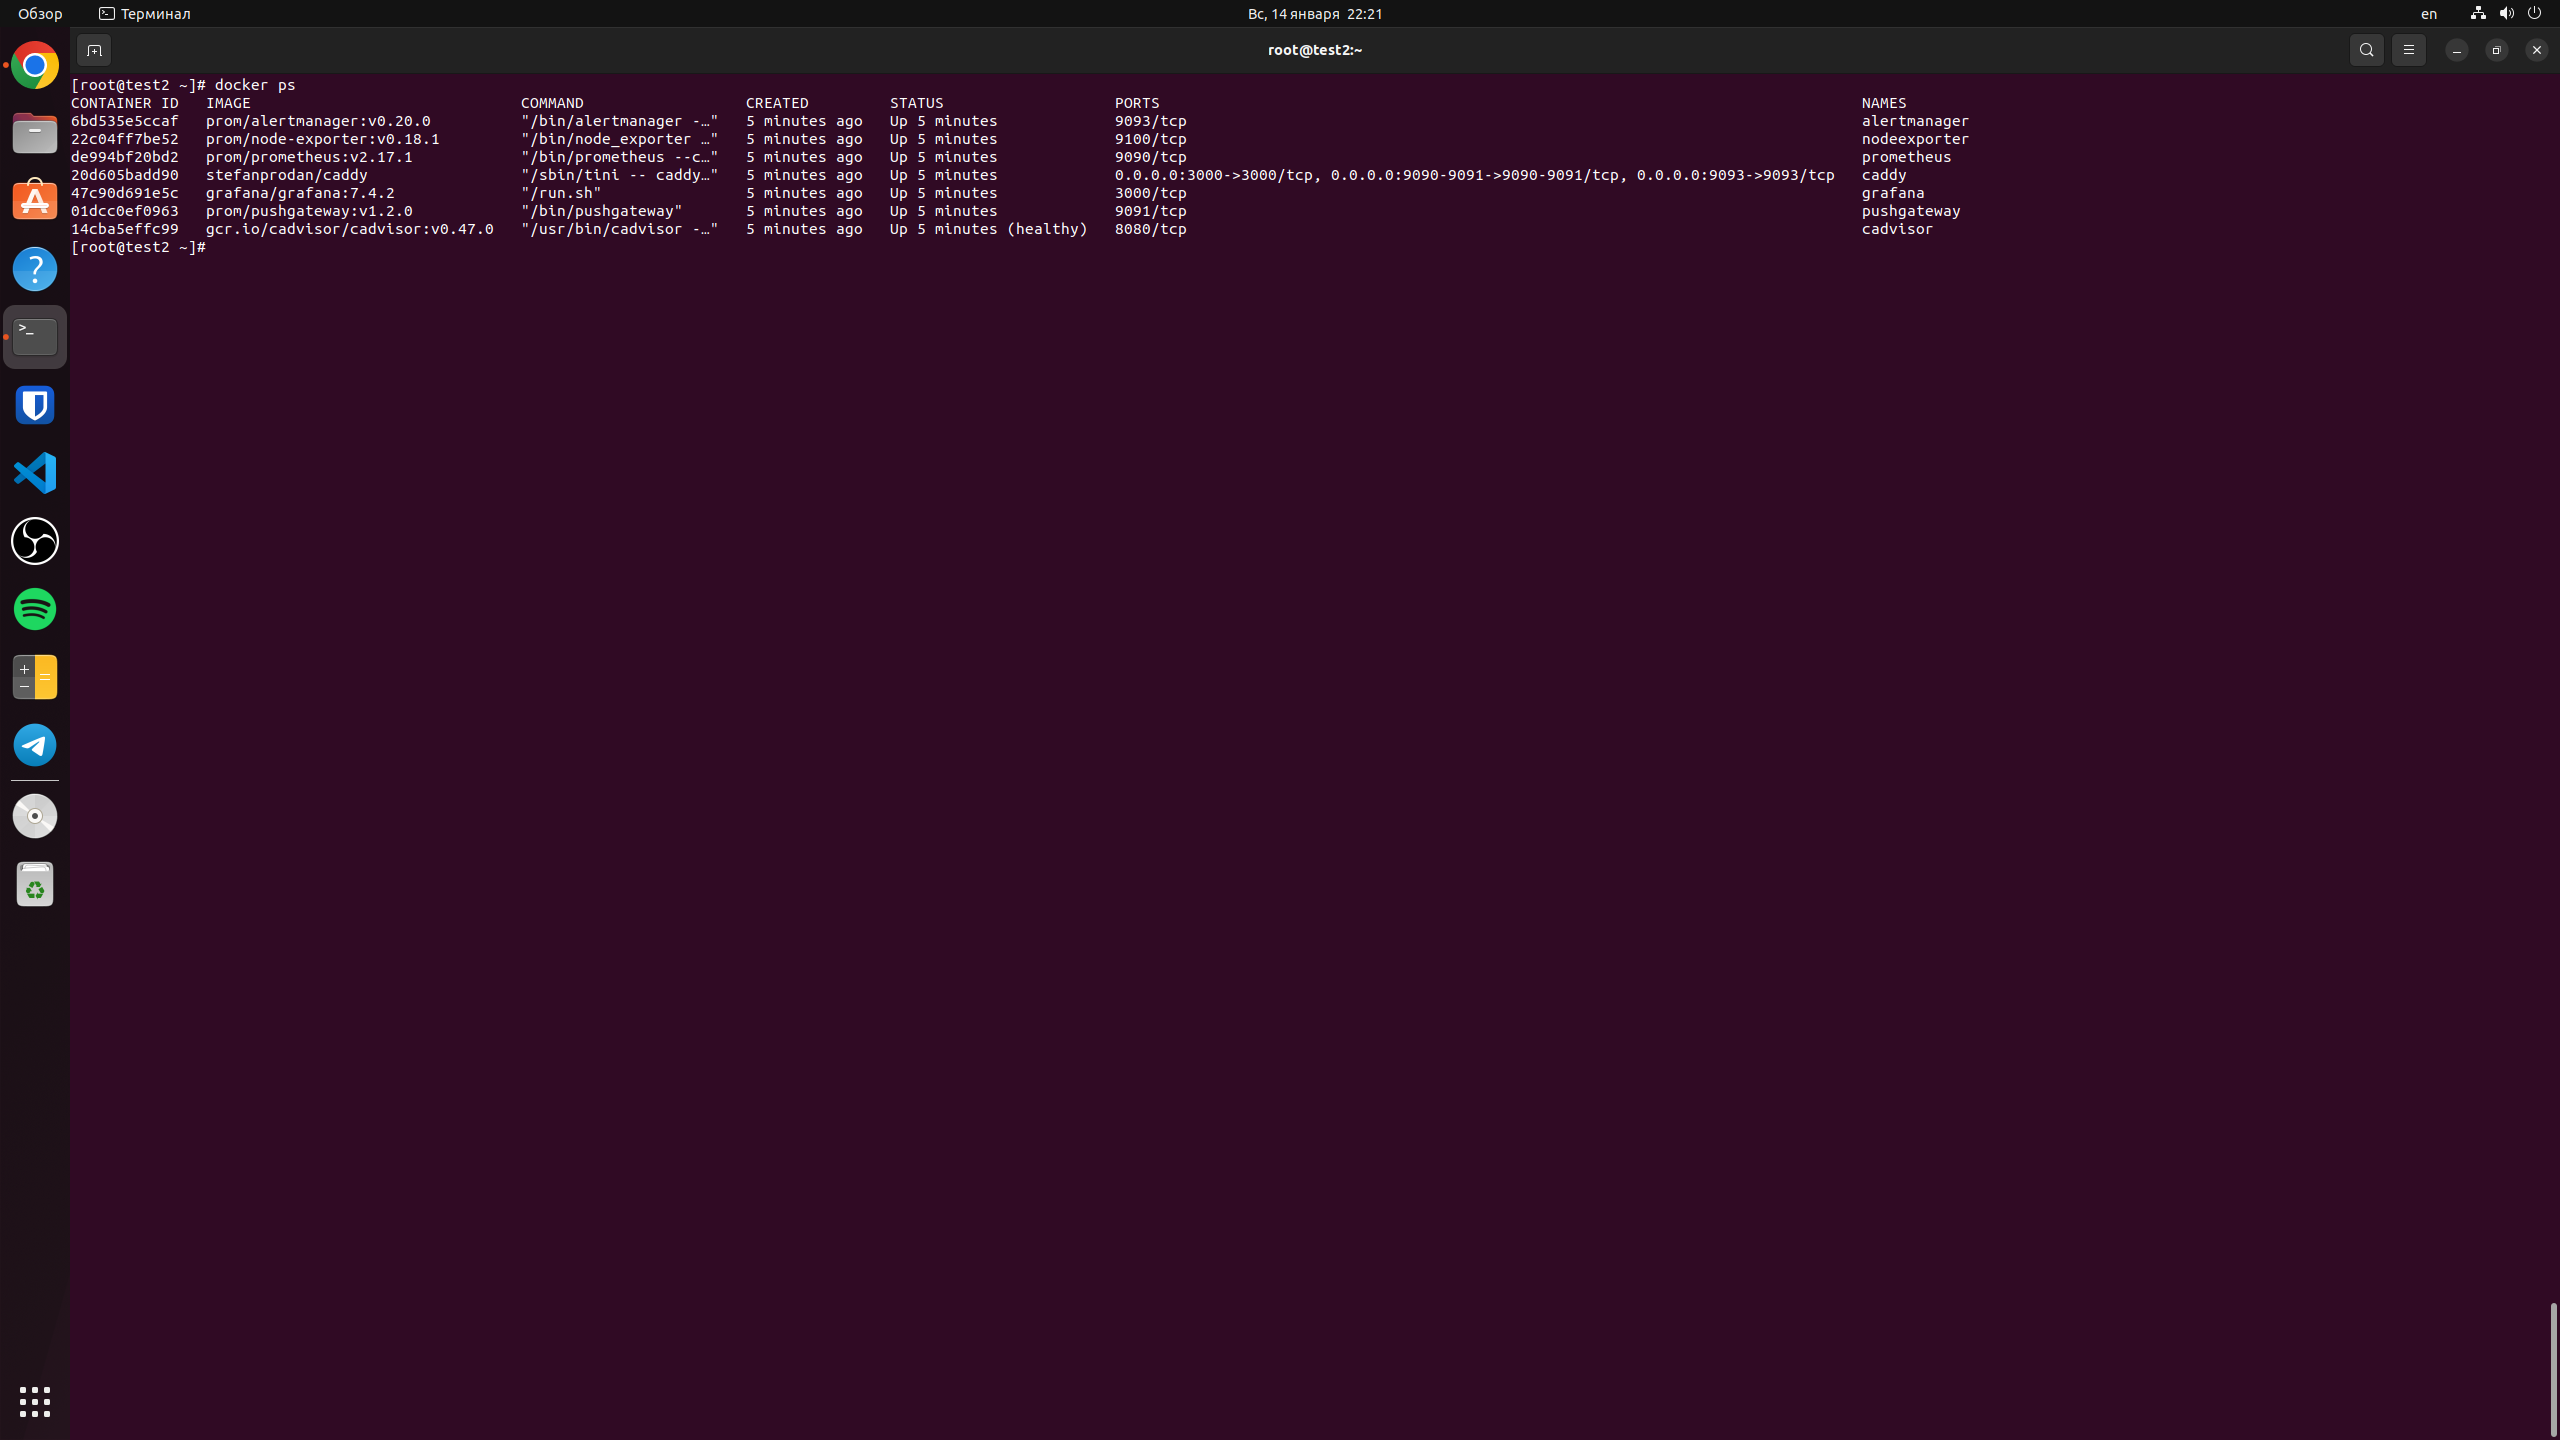 Обзор Терминал Вс, 14 января 22:21 en
root@test2:~
[root@test2 ~]# docker ps
CONTAINER ID   IMAGE                              COMMAND                  CREATED         STATUS                   PORTS                                                                              NAMES
6bd535e5ccaf   prom/alertmanager:v0.20.0          "/bin/alertmanager -…"   5 minutes ago   Up 5 minutes             9093/tcp                                                                           alertmanager
22c04ff7be52   prom/node-exporter:v0.18.1         "/bin/node_exporter …"   5 minutes ago   Up 5 minutes             9100/tcp                                                                           nodeexporter
de994bf20bd2   prom/prometheus:v2.17.1            "/bin/prometheus --c…"   5 minutes ago   Up 5 minutes             9090/tcp                                                                           prometheus
20d605badd90   stefanprodan/caddy                 "/sbin/tini -- caddy…"   5 minutes ago   Up 5 minutes             0.0.0.0:3000->3000/tcp, 0.0.0.0:9090-9091->9090-9091/tcp, 0.0.0.0:9093->9093/tcp   caddy
47c90d691e5c   grafana/grafana:7.4.2              "/run.sh"                5 minutes ago   Up 5 minutes             3000/tcp                                                                           grafana
01dcc0ef0963   prom/pushgateway:v1.2.0            "/bin/pushgateway"       5 minutes ago   Up 5 minutes             9091/tcp                                                                           pushgateway
14cba5effc99   gcr.io/cadvisor/cadvisor:v0.47.0   "/usr/bin/cadvisor -…"   5 minutes ago   Up 5 minutes (healthy)   8080/tcp                                                                           cadvisor
[root@test2 ~]#